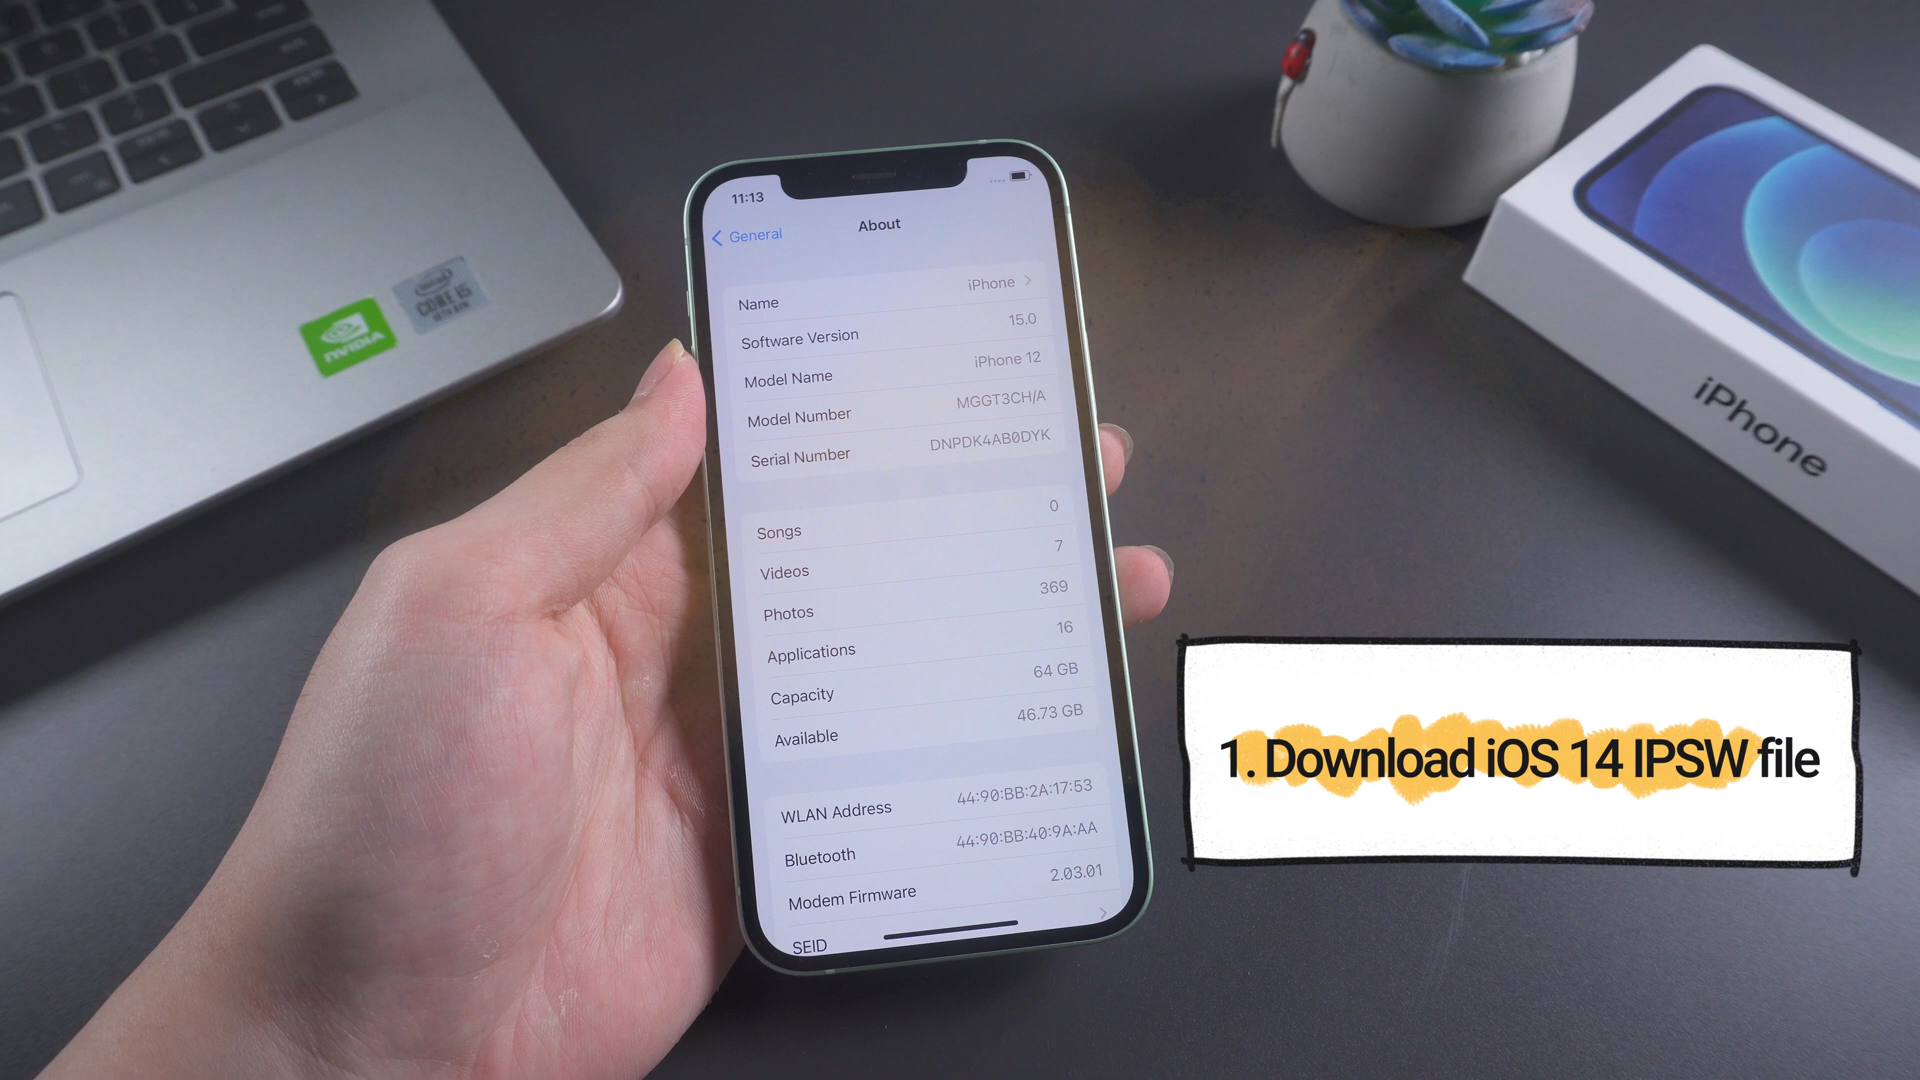 11:13
General
About
Name iPhone
Software Version 15.0
Model Name iPhone 12
Model Number MGGT3CH/A
Serial Number DNPDK4AB0DYK
Songs 0
Videos 7
Photos 369
Applications 16
Capacity 64 GB
Available 46.73 GB
WLAN Address 44:90:BB:2A:17:53
Bluetooth 44:90:BB:40:9A:AA
Modem Firmware 2.03.01
SEID
NVIDIA
intel
CORE i5
iPhone
1. Download iOS 14 IPSW file